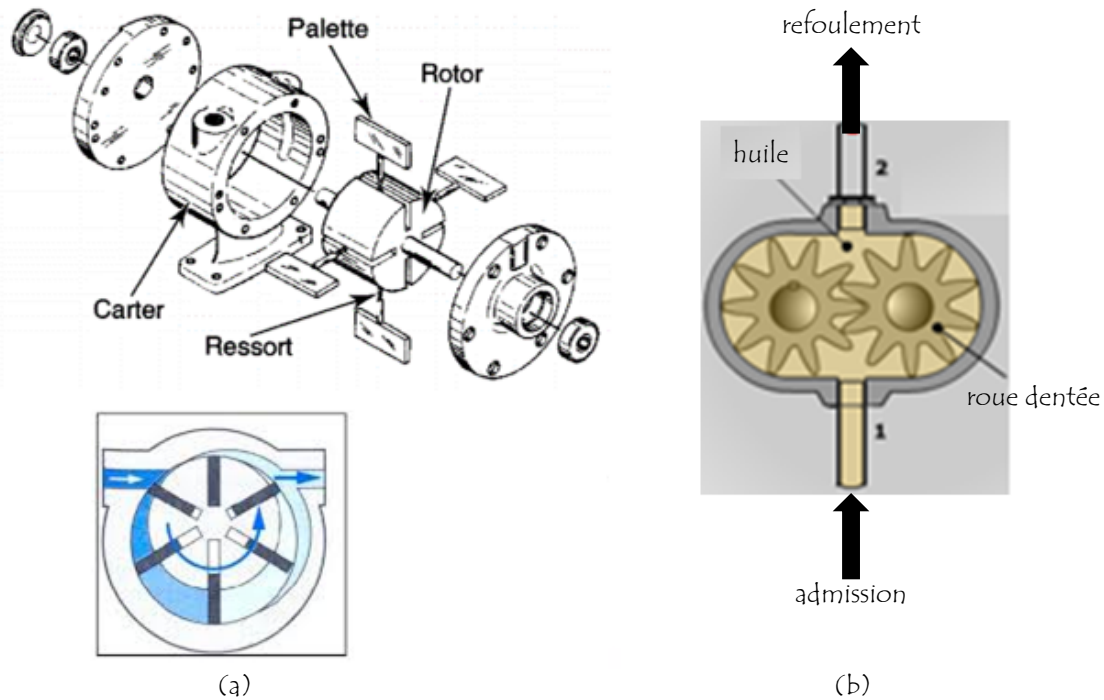 Palette
Rotor
Carter
Ressort
(a)
refoulement
huile
2
roue dentée
1
admission
(b)